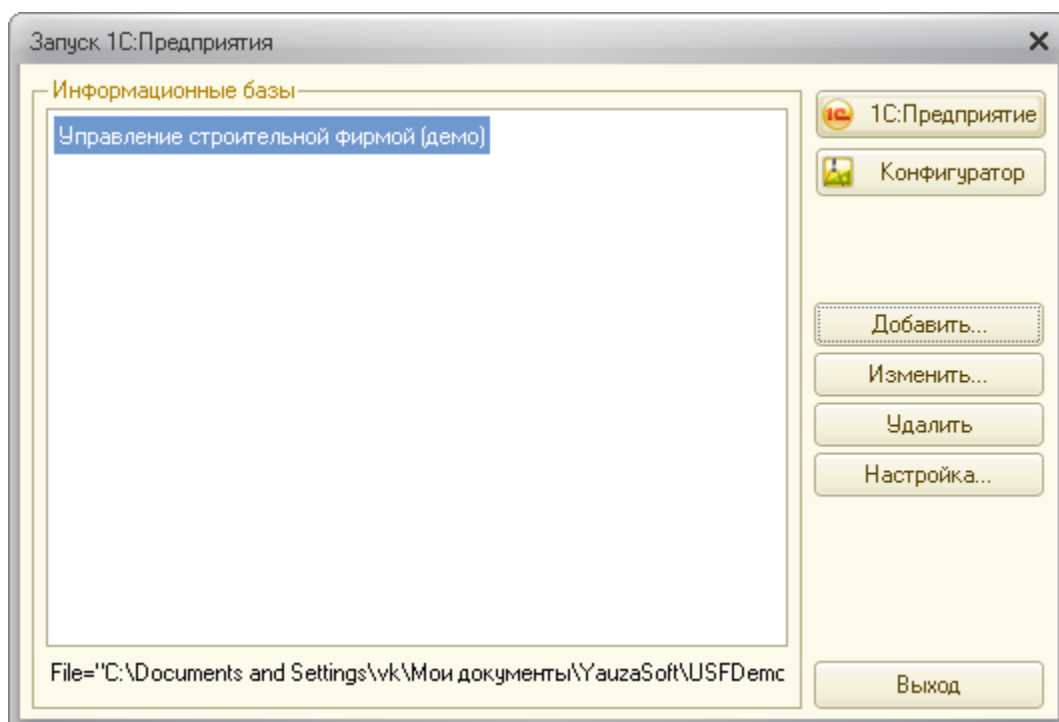 Запуск 1С:Предприятия
Информационные базы
Управление строительной фирмой (демо)
File="C:\Documents and Settings\vk\Мои документы\YauzaSoft\USFDemo
1С:Предприятие
Конфигуратор
Добавить...
Изменить...
Удалить
Настройка...
Выход